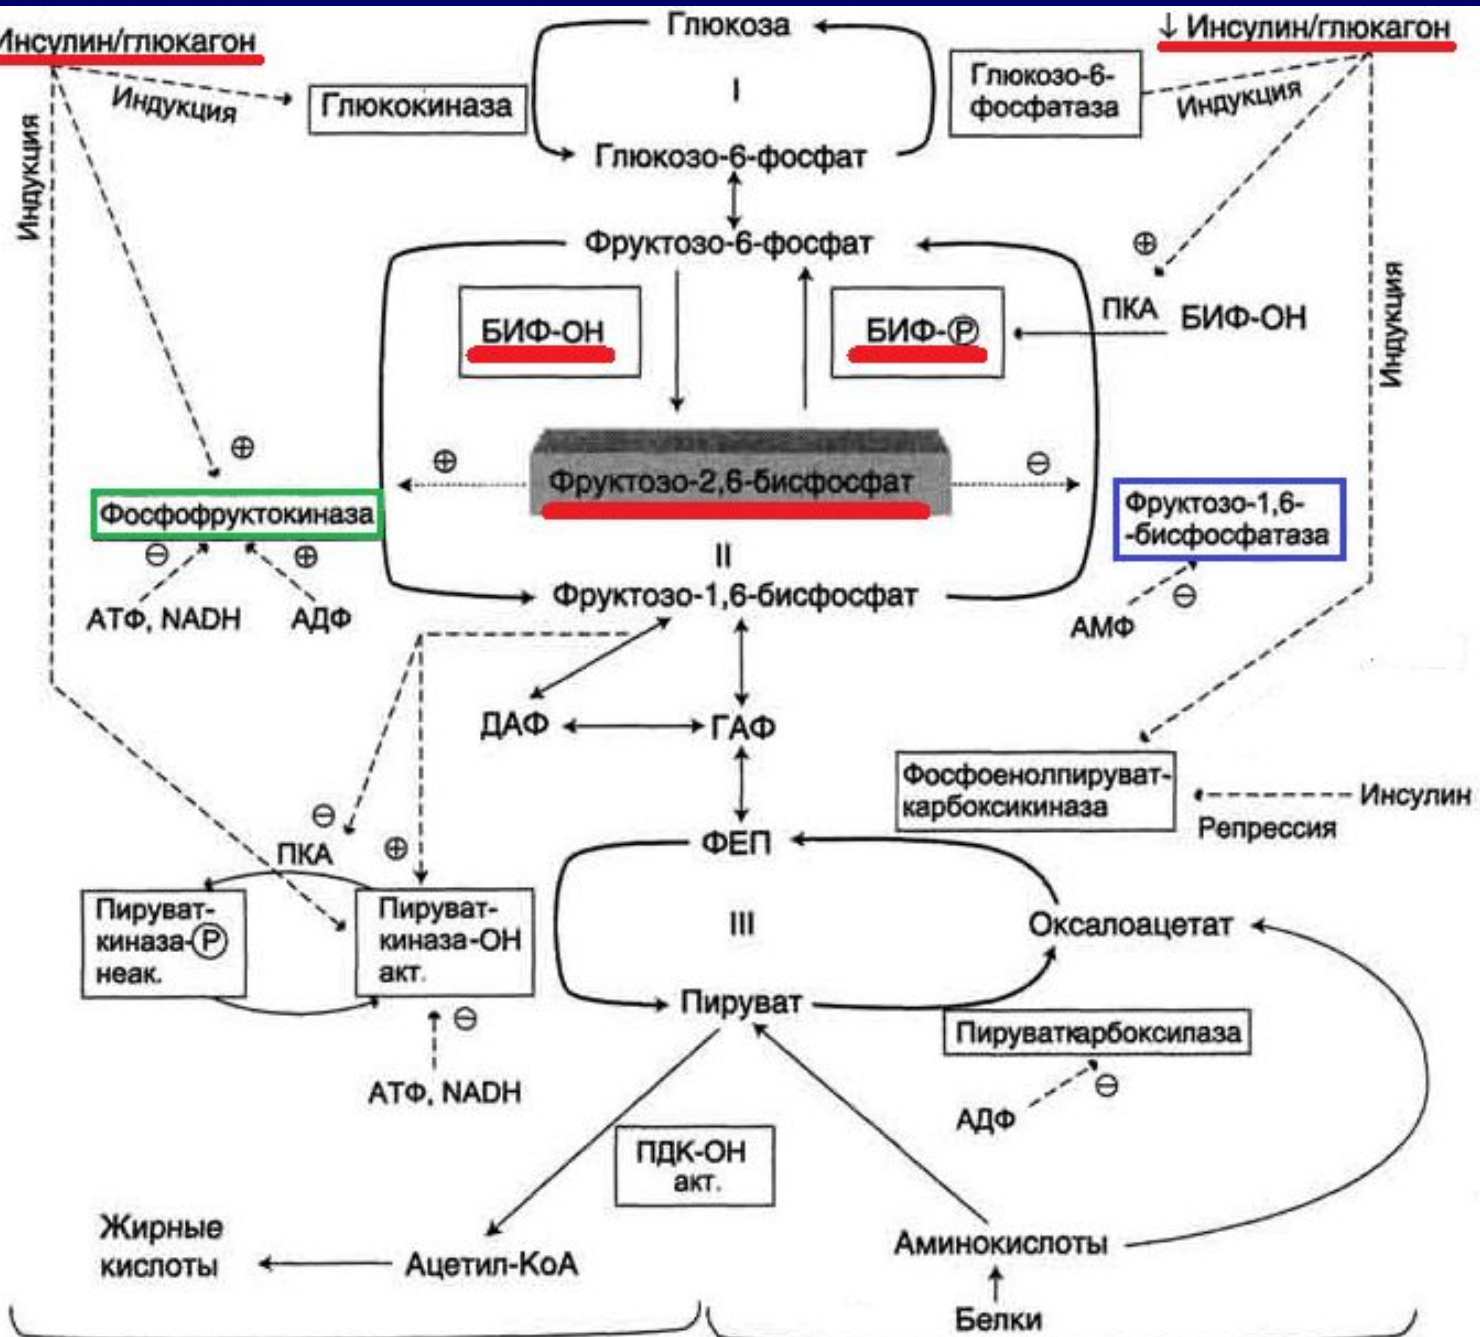 Глюкоза
Инсулин/глюкагон
↓ Инсулин/глюкагон
Индукция
Глюкокиназа
I
Глюкозо-6-
фосфатаза
Индукция
Индукция
Глюкозо-6-фосфат
Фруктозо-6-фосфат
⊕
БИФ-ОН
БИФ-Ⓟ
ПКА
БИФ-ОН
Индукция
⊕
⊕
Фруктозо-2,6-бисфосфат
⊖
Фосфофруктокиназа
Фруктозо-1,6-
-бисфосфатаза
⊖
⊕
II
АТФ, NADH
АДФ
Фруктозо-1,6-бисфосфат
⊖
АМФ
ДАФ
ГАФ
Фосфоенолпируват-
карбоксикиназа
Инсулин
Репрессия
⊖
ПКА
⊕
ФЕП
Пируват-
киназа-Ⓟ
неак.
Пируват-
киназа-ОН
акт.
III
Оксалоацетат
Пируват
⊖
Пируваткарбоксилаза
АТФ, NADH
АДФ
⊖
ПДК-ОН
акт.
Жирные
кислоты
Ацетил-КоА
Аминокислоты
Белки